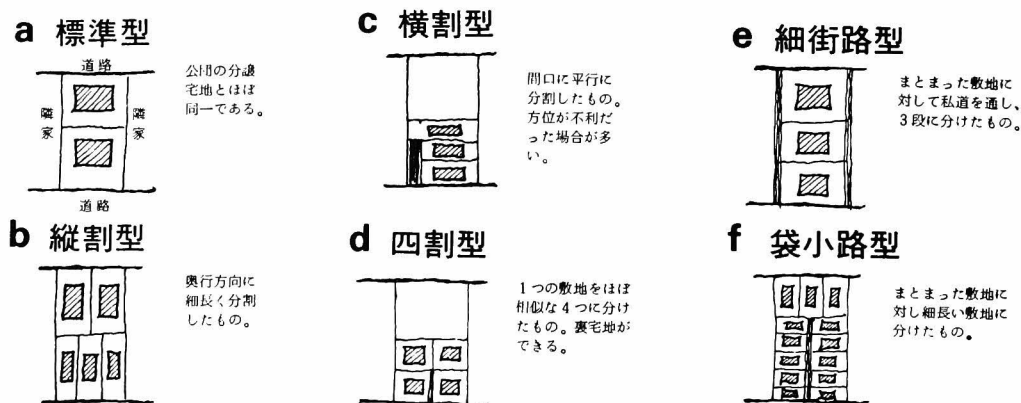 a 標準型
道路
隣家
隣家
道路
公団の分譲
宅地とほぼ
同一である。
b 縦割型
奥行方向に
細長く分割
したもの。
c 横割型
間口に平行に
分割したもの。
方位が不利だ
った場合が多
い。
d 四割型
1つの敷地をほぼ
相似な4つに分け
たもの。裏宅地が
できる。
e 細街路型
まとまった敷地に
対して私道を通し、
3段に分けたもの。
f 袋小路型
まとまった敷地に
対し細長い敷地に
分けたもの。